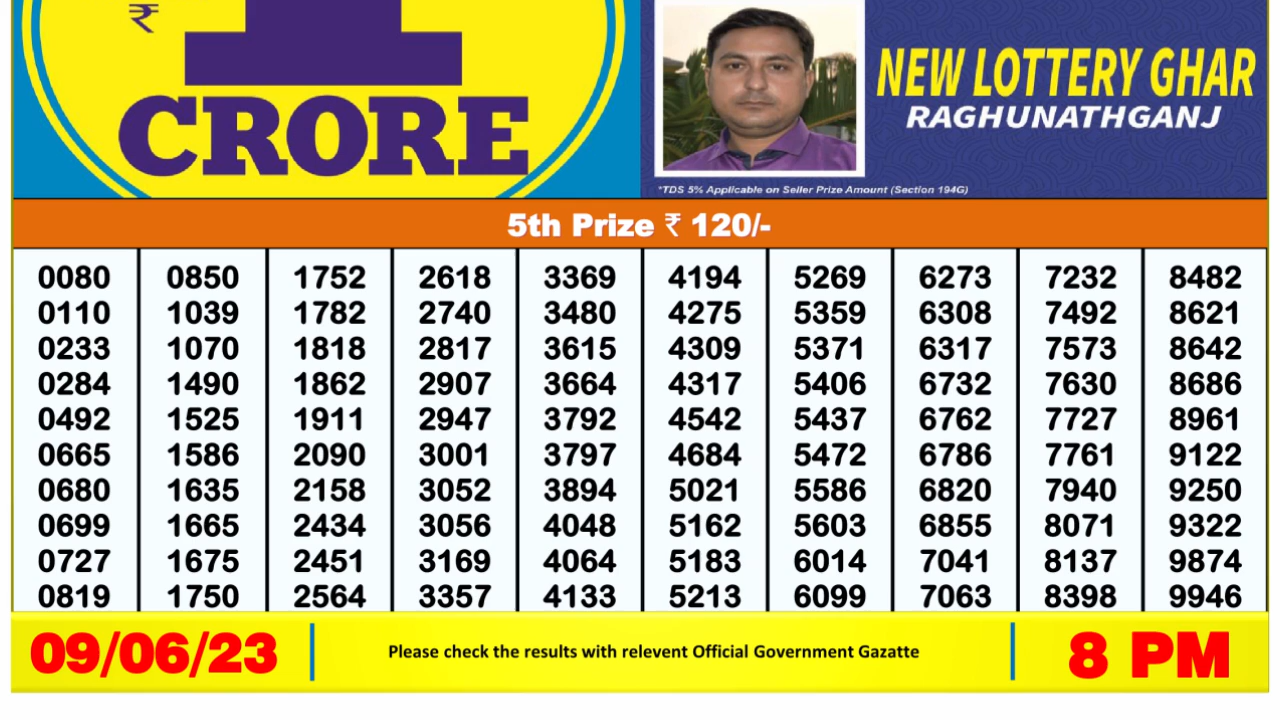 ₹ 1
CRORE
NEW LOTTERY GHAR
RAGHUNATHGANJ
*TDS 5% Applicable on Seller Prize Amount (Section 194G)
5th Prize ₹ 120/-
0080 0850 1752 2618 3369 4194 5269 6273 7232 8482
0110 1039 1782 2740 3480 4275 5359 6308 7492 8621
0233 1070 1818 2817 3615 4309 5371 6317 7573 8642
0284 1490 1862 2907 3664 4317 5406 6732 7630 8686
0492 1525 1911 2947 3792 4542 5437 6762 7727 8961
0665 1586 2090 3001 3797 4684 5472 6786 7761 9122
0680 1635 2158 3052 3894 5021 5586 6820 7940 9250
0699 1665 2434 3056 4048 5162 5603 6855 8071 9322
0727 1675 2451 3169 4064 5183 6014 7041 8137 9874
0819 1750 2564 3357 4133 5213 6099 7063 8398 9946
09/06/23 Please check the results with relevent Official Government Gazatte 8 PM